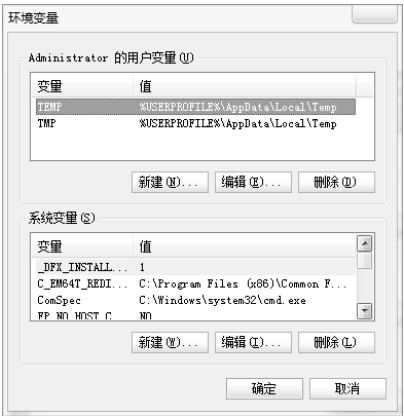 环境变量
Administrator 的用户变量(U)
变量 值
TEMP %USERPROFILE%\AppData\Local\Temp
TMP %USERPROFILE%\AppData\Local\Temp
新建(N)... 编辑(E)... 删除(D)
系统变量(S)
变量 值
_DFX_INSTALL... 1
C_EM64T_REDI... C:\Program Files (x86)\Common F...
ComSpec C:\Windows\system32\cmd.exe
FP_NO_HOST_C... NO
新建(W)... 编辑(I)... 删除(L)
确定 取消